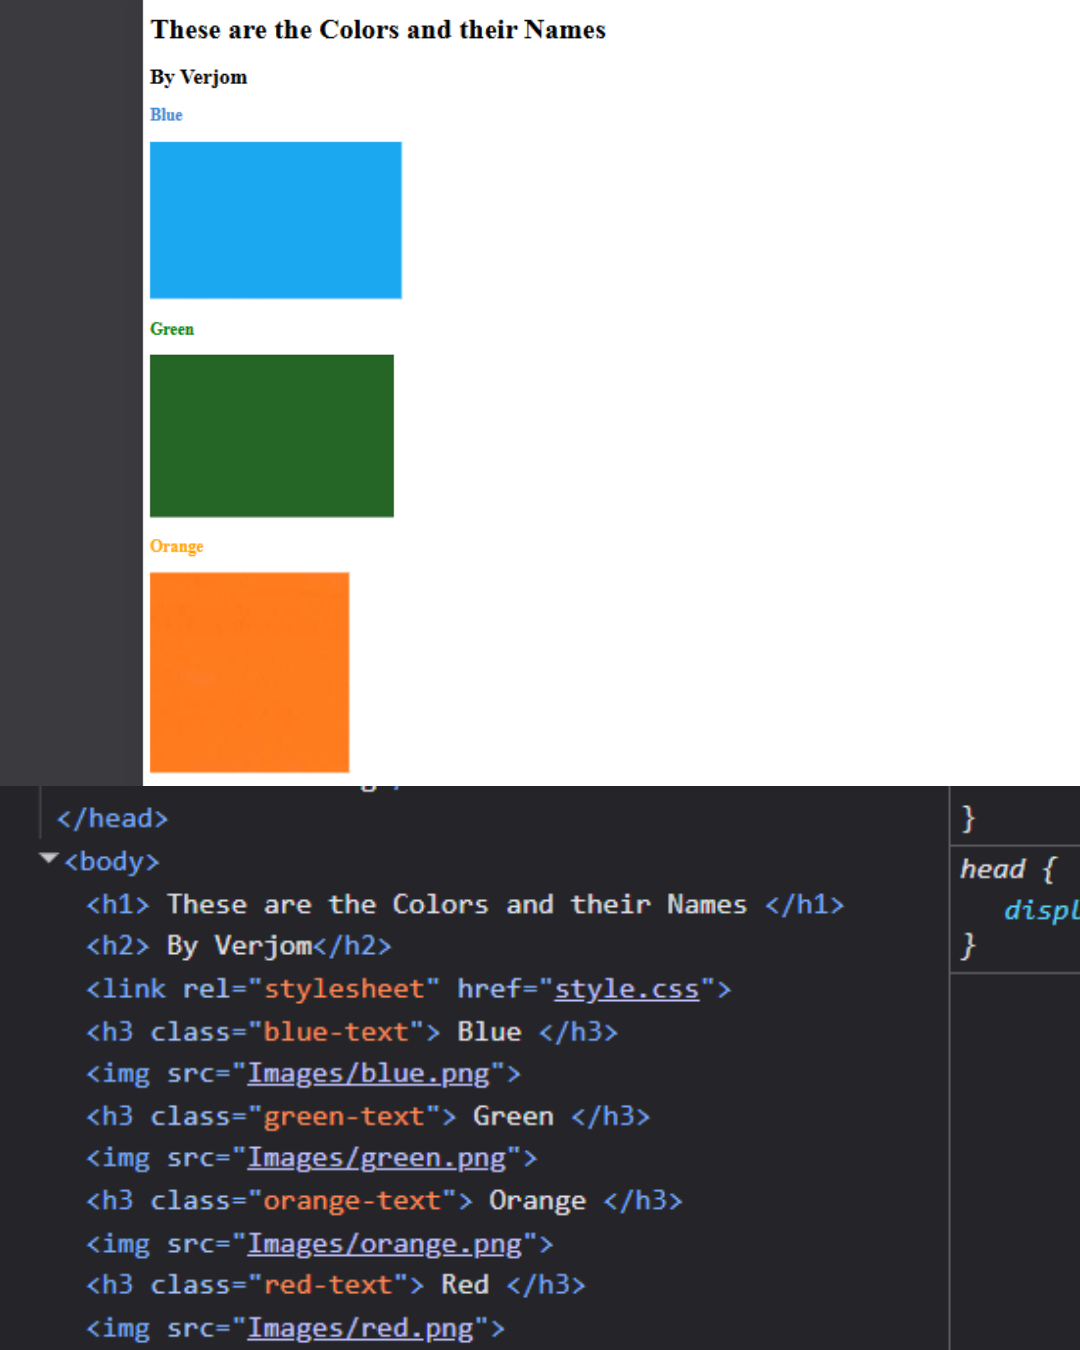 These are the Colors and their Names
By Verjom
Blue
Green
Orange
</head>
<body>
<h1> These are the Colors and their Names </h1>
<h2> By Verjom</h2>
<link rel="stylesheet" href="style.css">
<h3 class="blue-text"> Blue </h3>
<img src="Images/blue.png">
<h3 class="green-text"> Green </h3>
<img src="Images/green.png">
<h3 class="orange-text"> Orange </h3>
<img src="Images/orange.png">
<h3 class="red-text"> Red </h3>
<img src="Images/red.png">
}
head {
displ
}